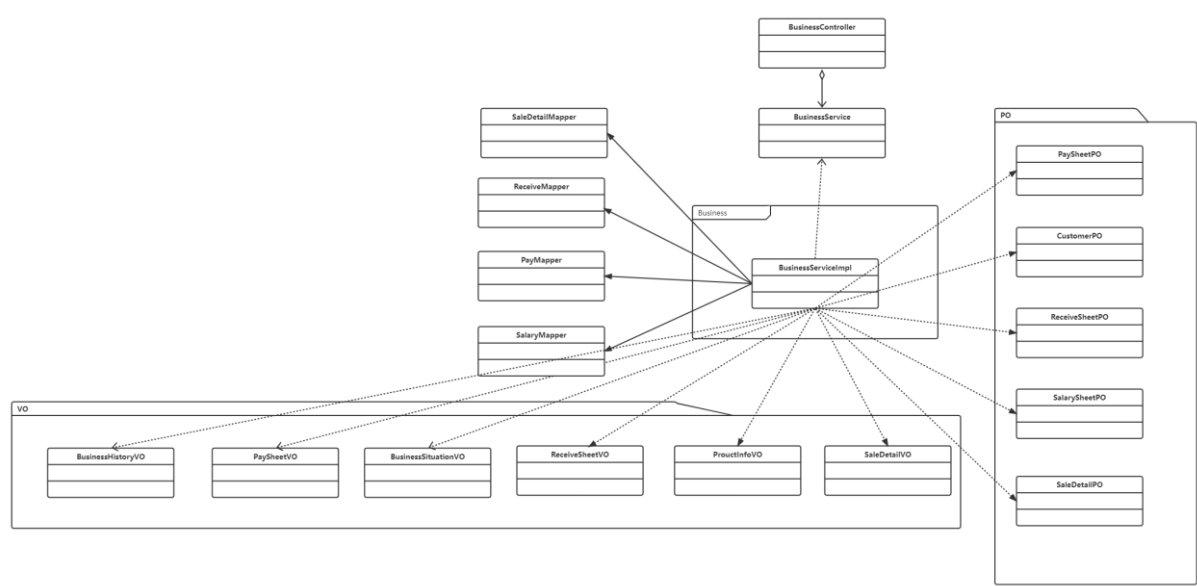 BusinessController
SaleDetailMapper
BusinessService
PO
PaySheetPO
ReceiveMapper
Business
CustomerPO
PayMapper
BusinessServiceImpl
ReceiveSheetPO
SalaryMapper
SalarySheetPO
VO
BusinessHistoryVO
PaySheetVO
BusinessSituationVO
ReceiveSheetVO
ProuctInfoVO
SaleDetailVO
SaleDetailPO